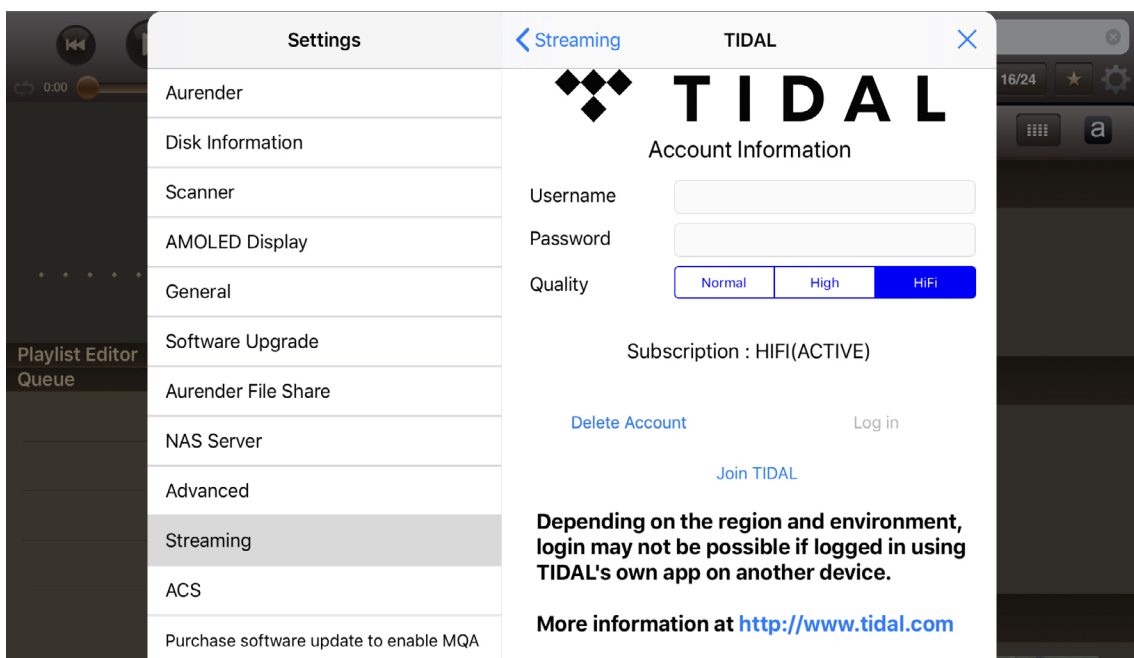 Settings
Streaming
TIDAL
0:00
16/24
a
Aurender
Disk Information
Scanner
AMOLED Display
General
Software Upgrade
Aurender File Share
NAS Server
Advanced
Streaming
ACS
Purchase software update to enable MQA
Playlist Editor
Queue
TIDAL
Account Information
Username
Password
Quality
Normal
High
HiFi
Subscription : HIFI(ACTIVE)
Delete Account
Log in
Join TIDAL
Depending on the region and environment,
login may not be possible if logged in using
TIDAL's own app on another device.
More information at http://www.tidal.com